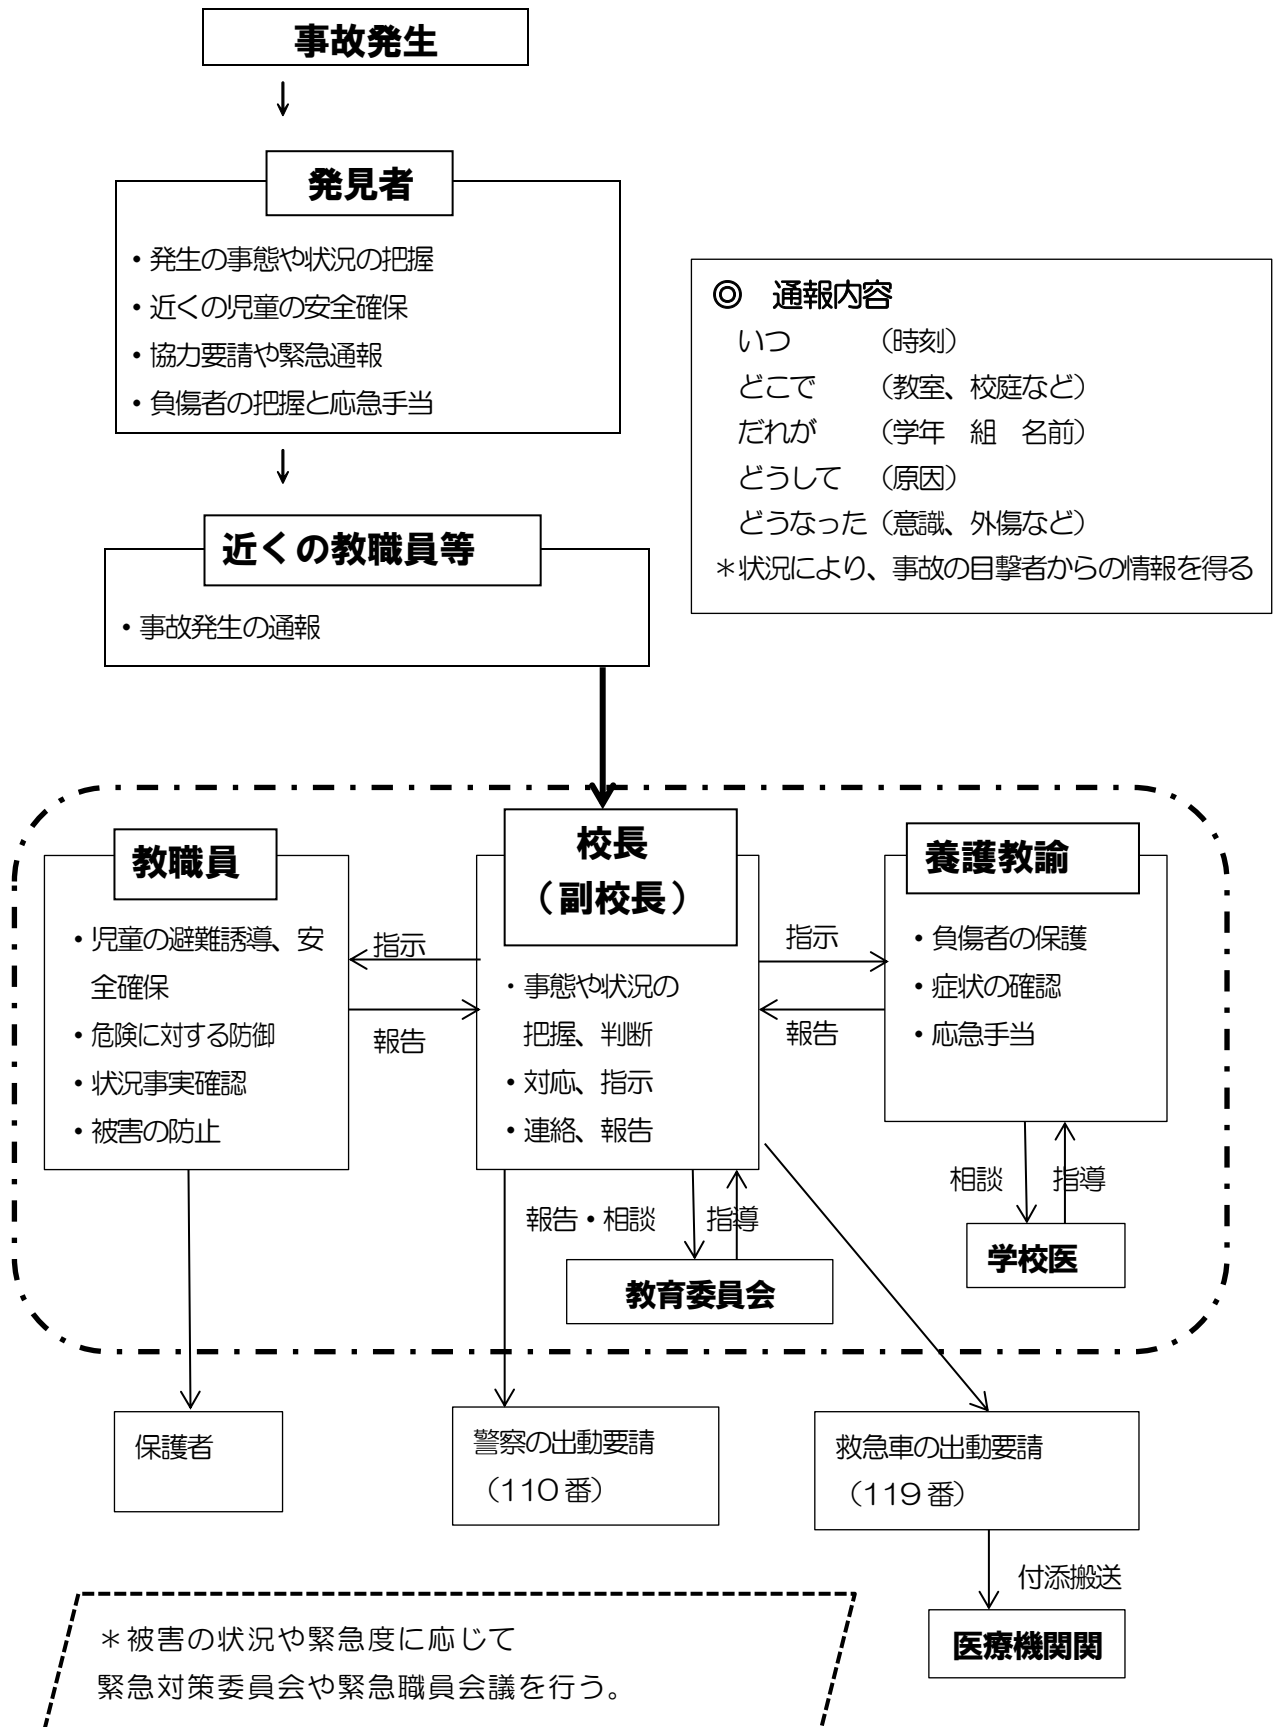 事故発生
発見者
・発生の事態や状況の把握
・近くの児童の安全確保
・協力要請や緊急通報
・負傷者の把握と応急手当
◎　通報内容
いつ　　　（時刻）
どこで　　（教室、校庭など）
だれが　　（学年　組　名前）
どうして　（原因）
どうなった（意識、外傷など）
＊状況により、事故の目撃者からの情報を得る
近くの教職員等
・事故発生の通報
教職員
・児童の避難誘導、安
全確保
・危険に対する防御
・状況事実確認
・被害の防止
指示
報告
校長
（副校長）
・事態や状況の
把握、判断
・対応、指示
・連絡、報告
指示
報告
養護教諭
・負傷者の保護
・症状の確認
・応急手当
相談
指導
学校医
報告・相談
指導
教育委員会
保護者
警察の出動要請
（110番）
救急車の出動要請
（119番）
付添搬送
医療機関関
＊被害の状況や緊急度に応じて
緊急対策委員会や緊急職員会議を行う。